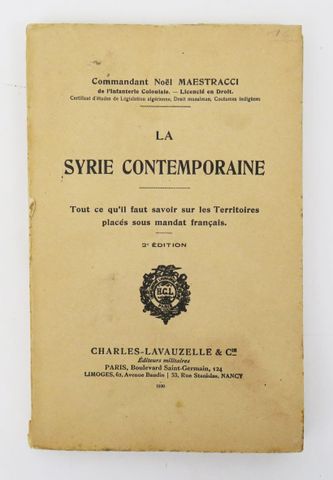 Commandant Noël MAESTRACCI
de l'Infanterie Coloniale. — Licencié en Droit.
Certificat d'études de Législation algérienne, Droit musulman, Coutumes indigènes
LA
SYRIE CONTEMPORAINE
Tout ce qu'il faut savoir sur les Territoires
placés sous mandat français.
2e ÉDITION
H.C.L.
CHARLES-LAVAUZELLE & Cie
Éditeurs militaires
PARIS, Boulevard Saint-Germain, 124
LIMOGES, 62, Avenue Baudin | 53, Rue Stanislas, NANCY
1930